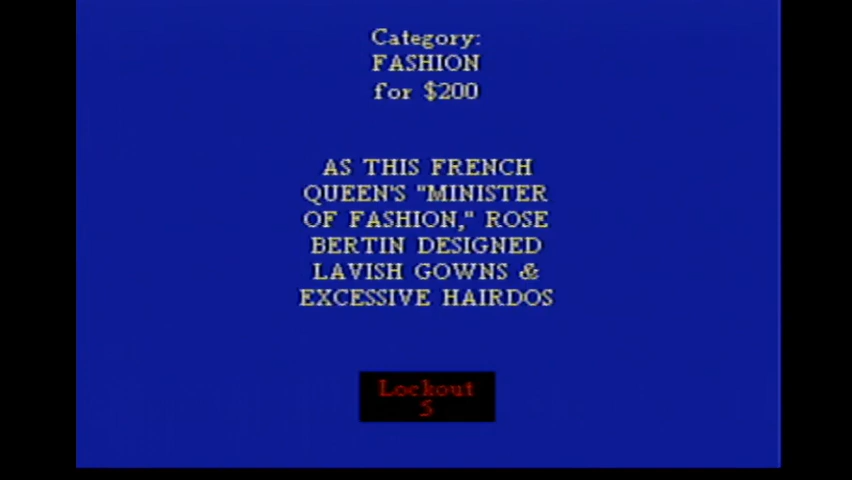 Category:
FASHION
for $200
AS THIS FRENCH
QUEEN'S "MINISTER
OF FASHION," ROSE
BERTIN DESIGNED
LAVISH GOWNS &
EXCESSIVE HAIRDOS
Lockout
5